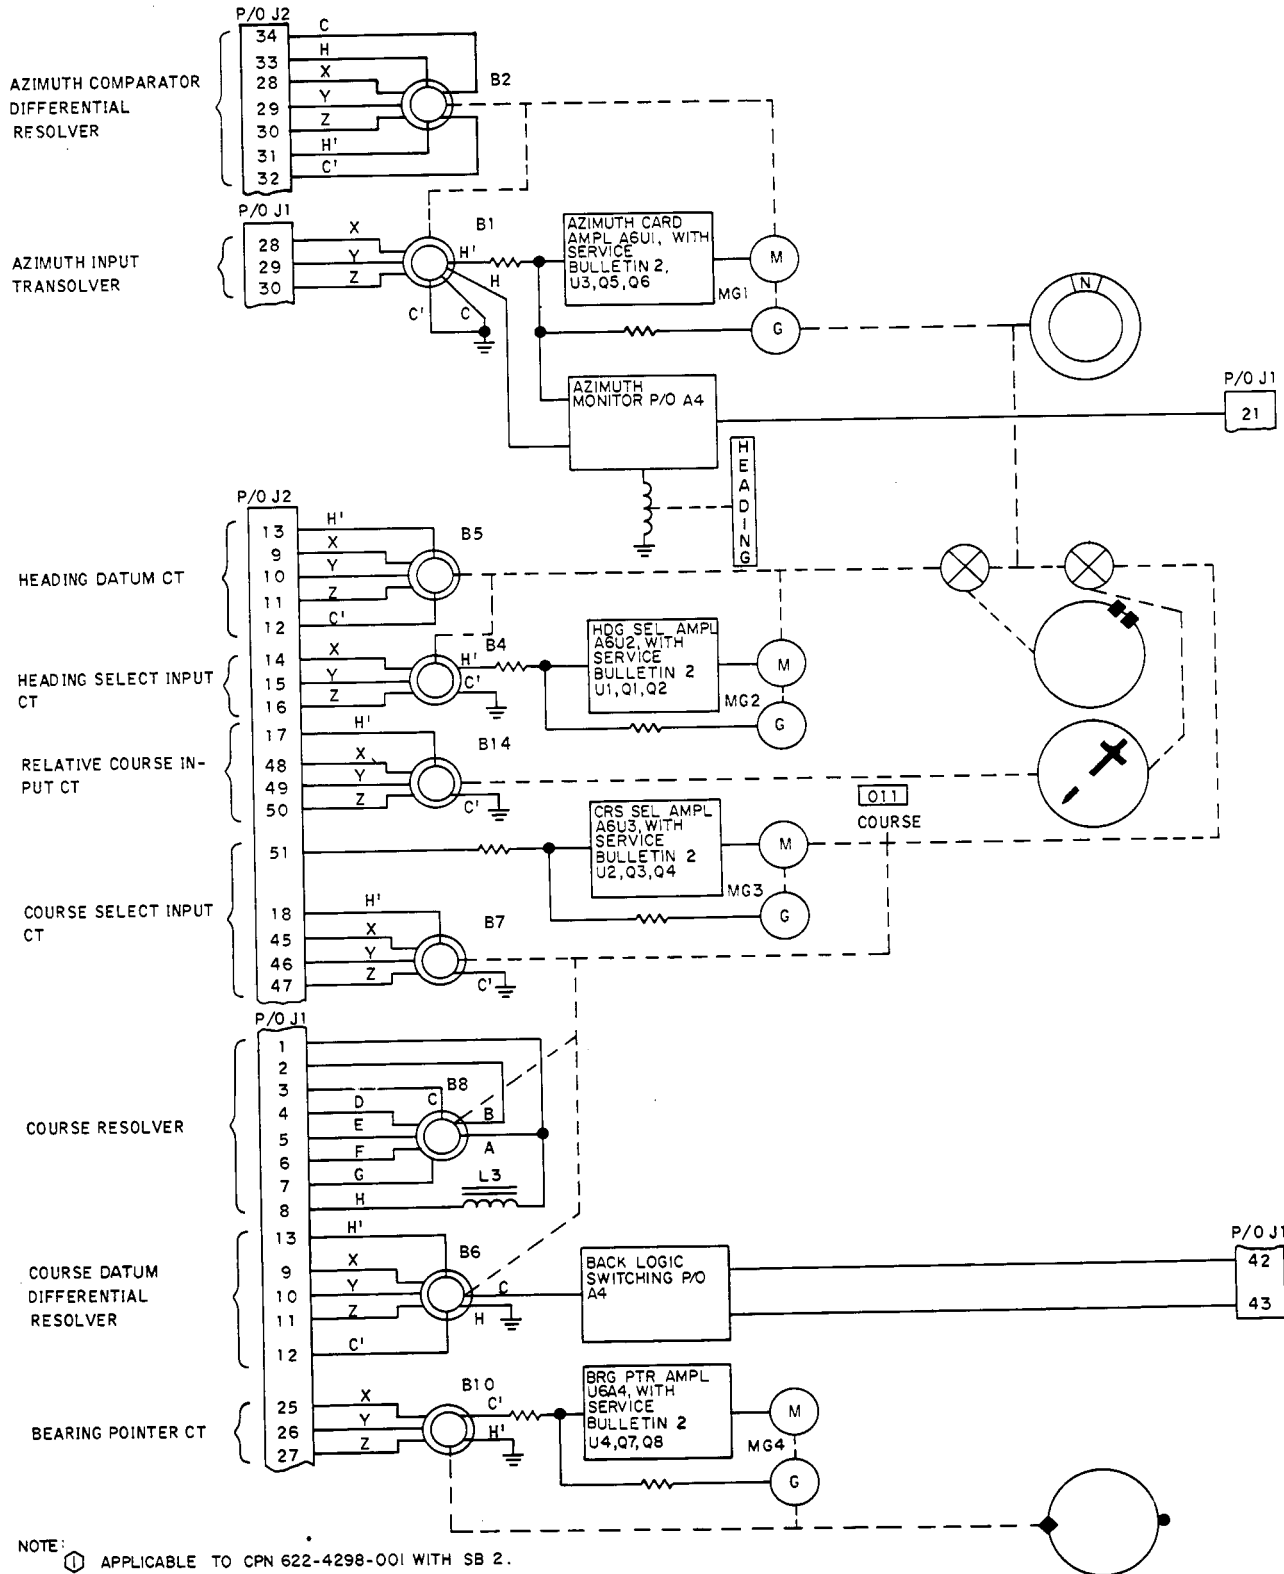 P/O J2
34
C
33
H
28
X
AZIMUTH COMPARATOR
DIFFERENTIAL
RESOLVER
29
Y
30
Z
31
H'
32
C'
B2
P/O J1
28
X
AZIMUTH INPUT
TRANSOLVER
29
Y
30
Z
B1
H'
H
C'
C
AZIMUTH CARD
AMPL A6U1, WITH
SERVICE
BULLETIN 2,
U3,Q5,Q6
MG1
M
G
N
AZIMUTH
MONITOR P/O A4
P/O J1
21
HEADING
P/O J2
13
H'
9
X
HEADING DATUM CT
10
Y
11
Z
12
C'
B5
14
X
HEADING SELECT INPUT
CT
15
Y
16
Z
B4
H'
C'
HDG SEL AMPL
A6U2, WITH
SERVICE
BULLETIN 2
U1,Q1,Q2
MG2
M
G
17
H'
RELATIVE COURSE IN-
PUT CT
48
X
49
Y
50
Z
B14
C'
011
COURSE
COURSE SELECT INPUT
CT
51
CRS SEL AMPL
A6U3, WITH
SERVICE
BULLETIN 2
U2,Q3,Q4
MG3
M
G
18
H'
45
X
46
Y
47
Z
B7
C'
P/O J1
1
2
3
4
D
COURSE RESOLVER
5
E
6
F
7
G
8
H
B8
C
B
A
L3
13
H'
9
X
COURSE DATUM
DIFFERENTIAL
RESOLVER
10
Y
11
Z
12
C'
B6
C
H
BACK LOGIC
SWITCHING P/O
A4
P/O J1
42
43
25
X
BEARING POINTER CT
26
Y
27
Z
B10
C'
H'
BRG PTR AMPL
U6A4, WITH
SERVICE
BULLETIN 2
U4,Q7,Q8
MG4
M
G
NOTE:
1 APPLICABLE TO CPN 622-4298-001 WITH SB 2.